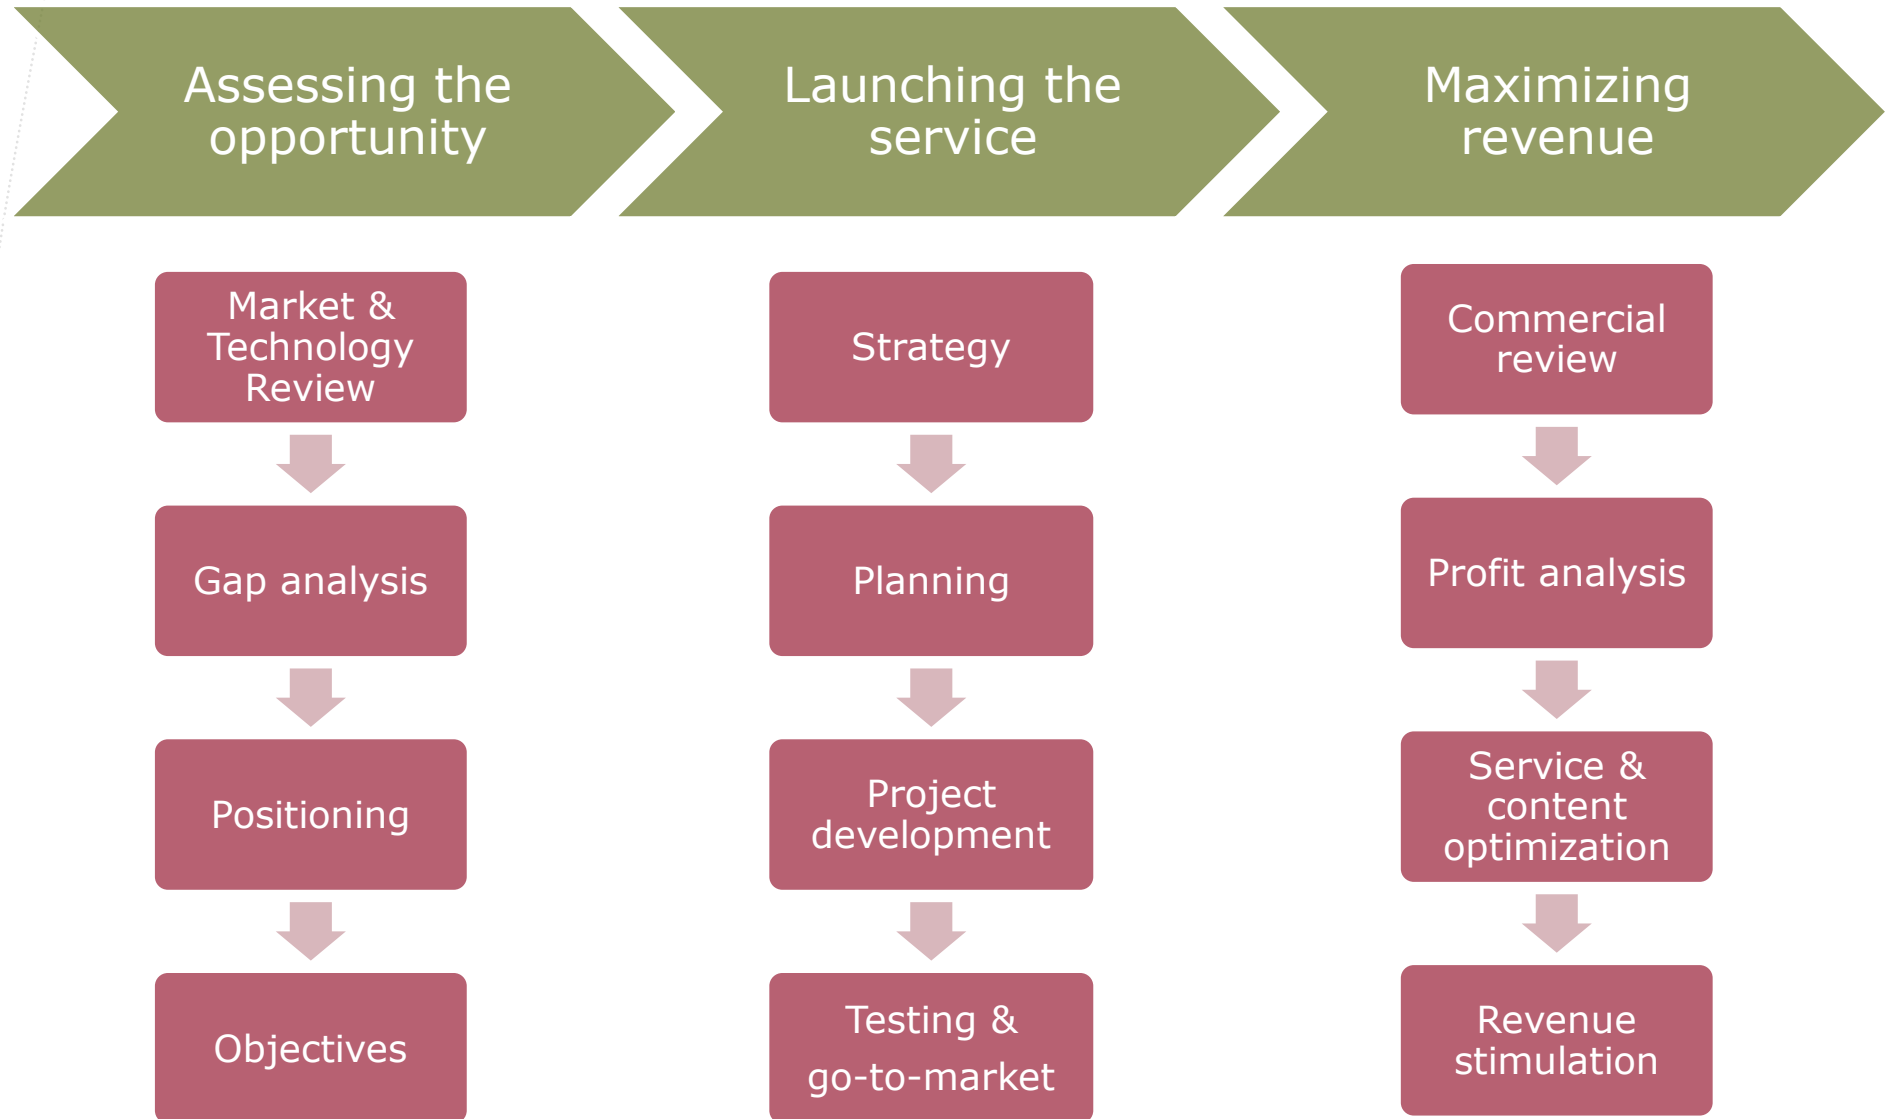 Assessing the
opportunity
Launching the
service
Maximizing
revenue
Market &
Technology
Review
Gap analysis
Positioning
Objectives
Strategy
Planning
Project
development
Testing &
go-to-market
Commercial
review
Profit analysis
Service &
content
optimization
Revenue
stimulation